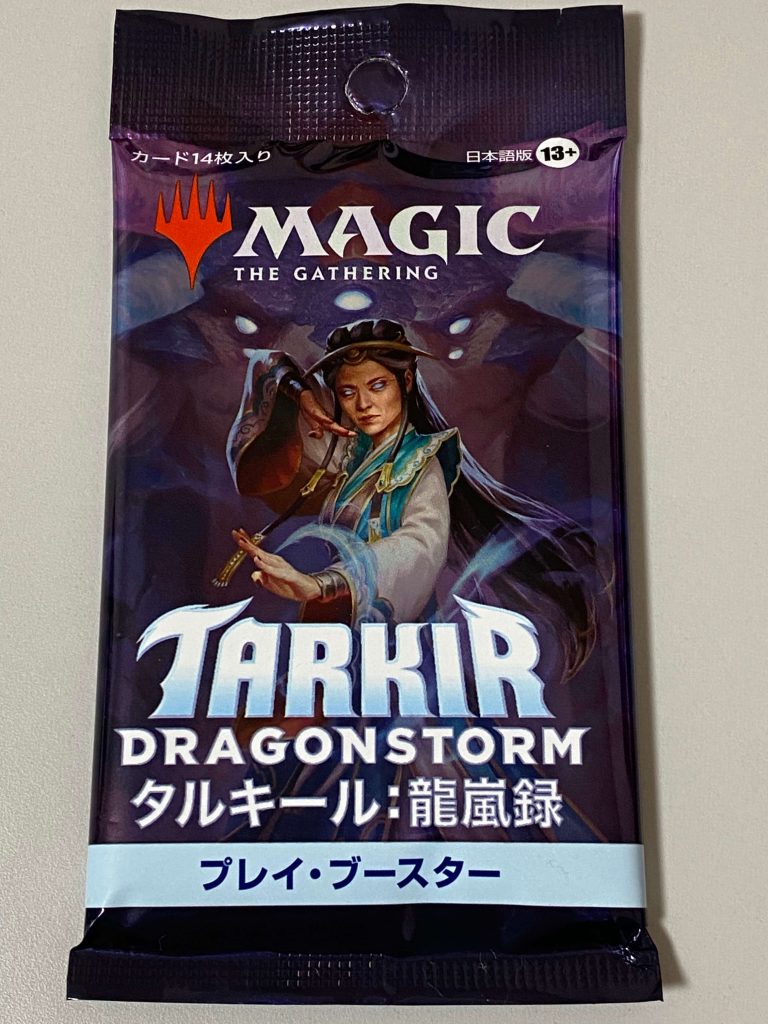 カード14枚入り
日本語版 13+
MAGIC
THE GATHERING
TARKIR
DRAGONSTORM
タルキール：龍嵐録
プレイ・ブースター